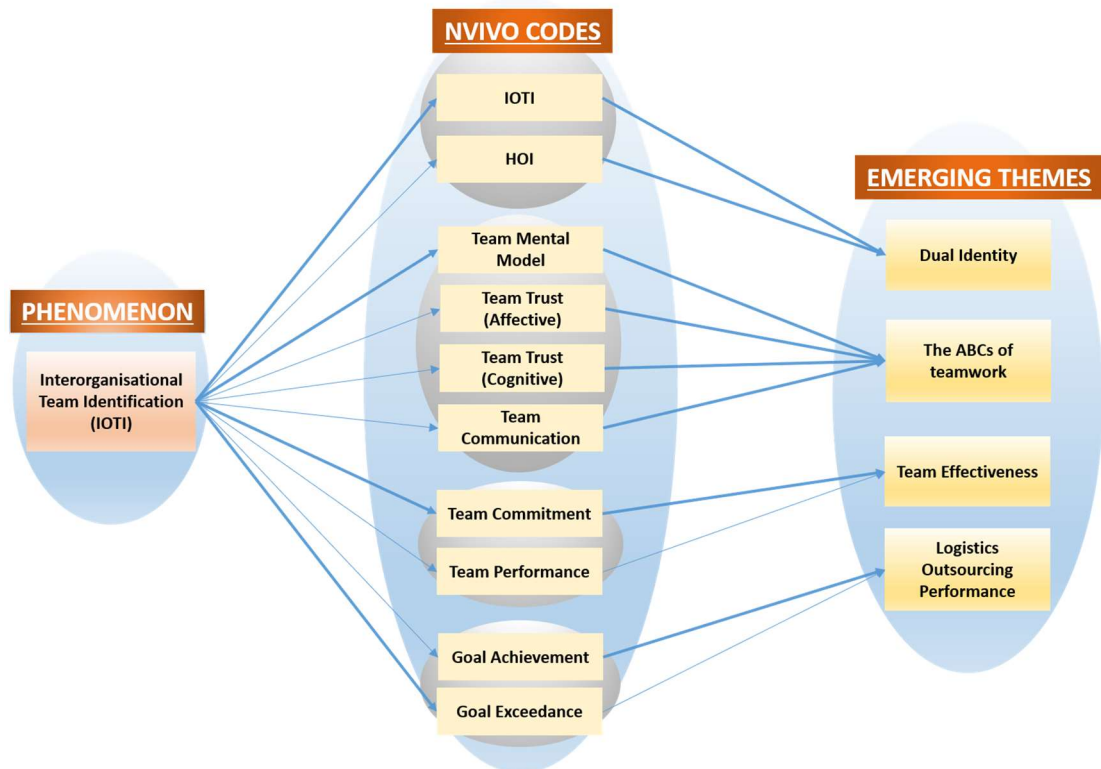 NVIVO CODES
IOTI
HOI
Team Mental
Model
Team Trust
(Affective)
Team Trust
(Cognitive)
Team
Communication
Team Commitment
Team Performance
Goal Achievement
Goal Exceedance
PHENOMENON
Interorganisational
Team Identification
(IOTI)
EMERGING THEMES
Dual Identity
The ABCs of
teamwork
Team Effectiveness
Logistics
Outsourcing
Performance